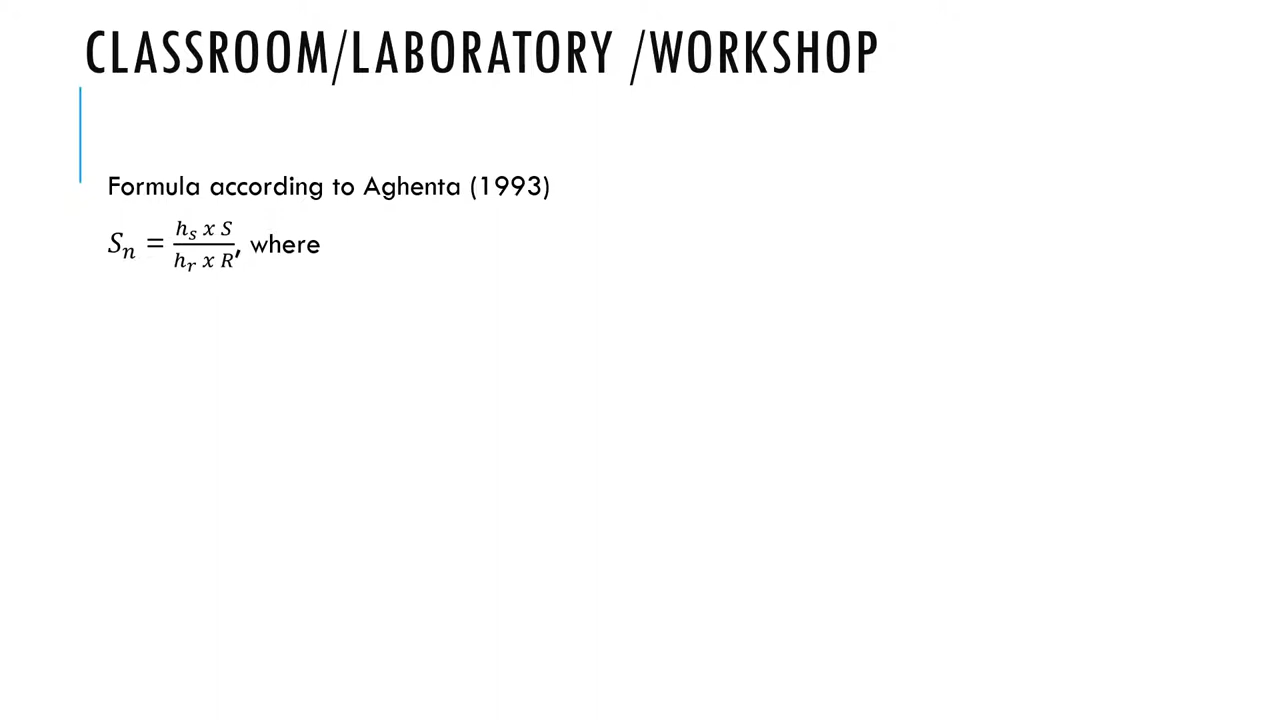 CLASSROOM/LABORATORY /WORKSHOP
Formula according to Aghenta (1993)
Sₙ = (hₛ x S)/(hᵣ x R), where